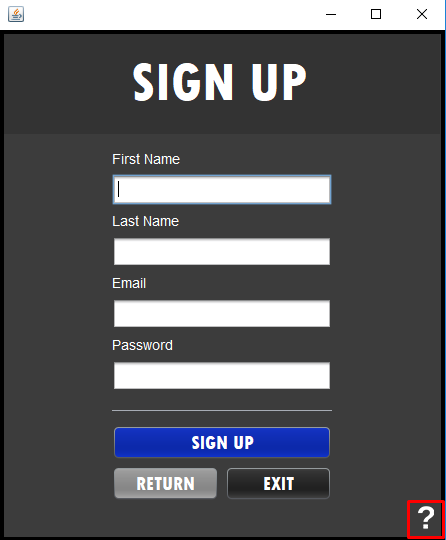 SIGN UP
First Name
Last Name
Email
Password
SIGN UP
RETURN EXIT
?